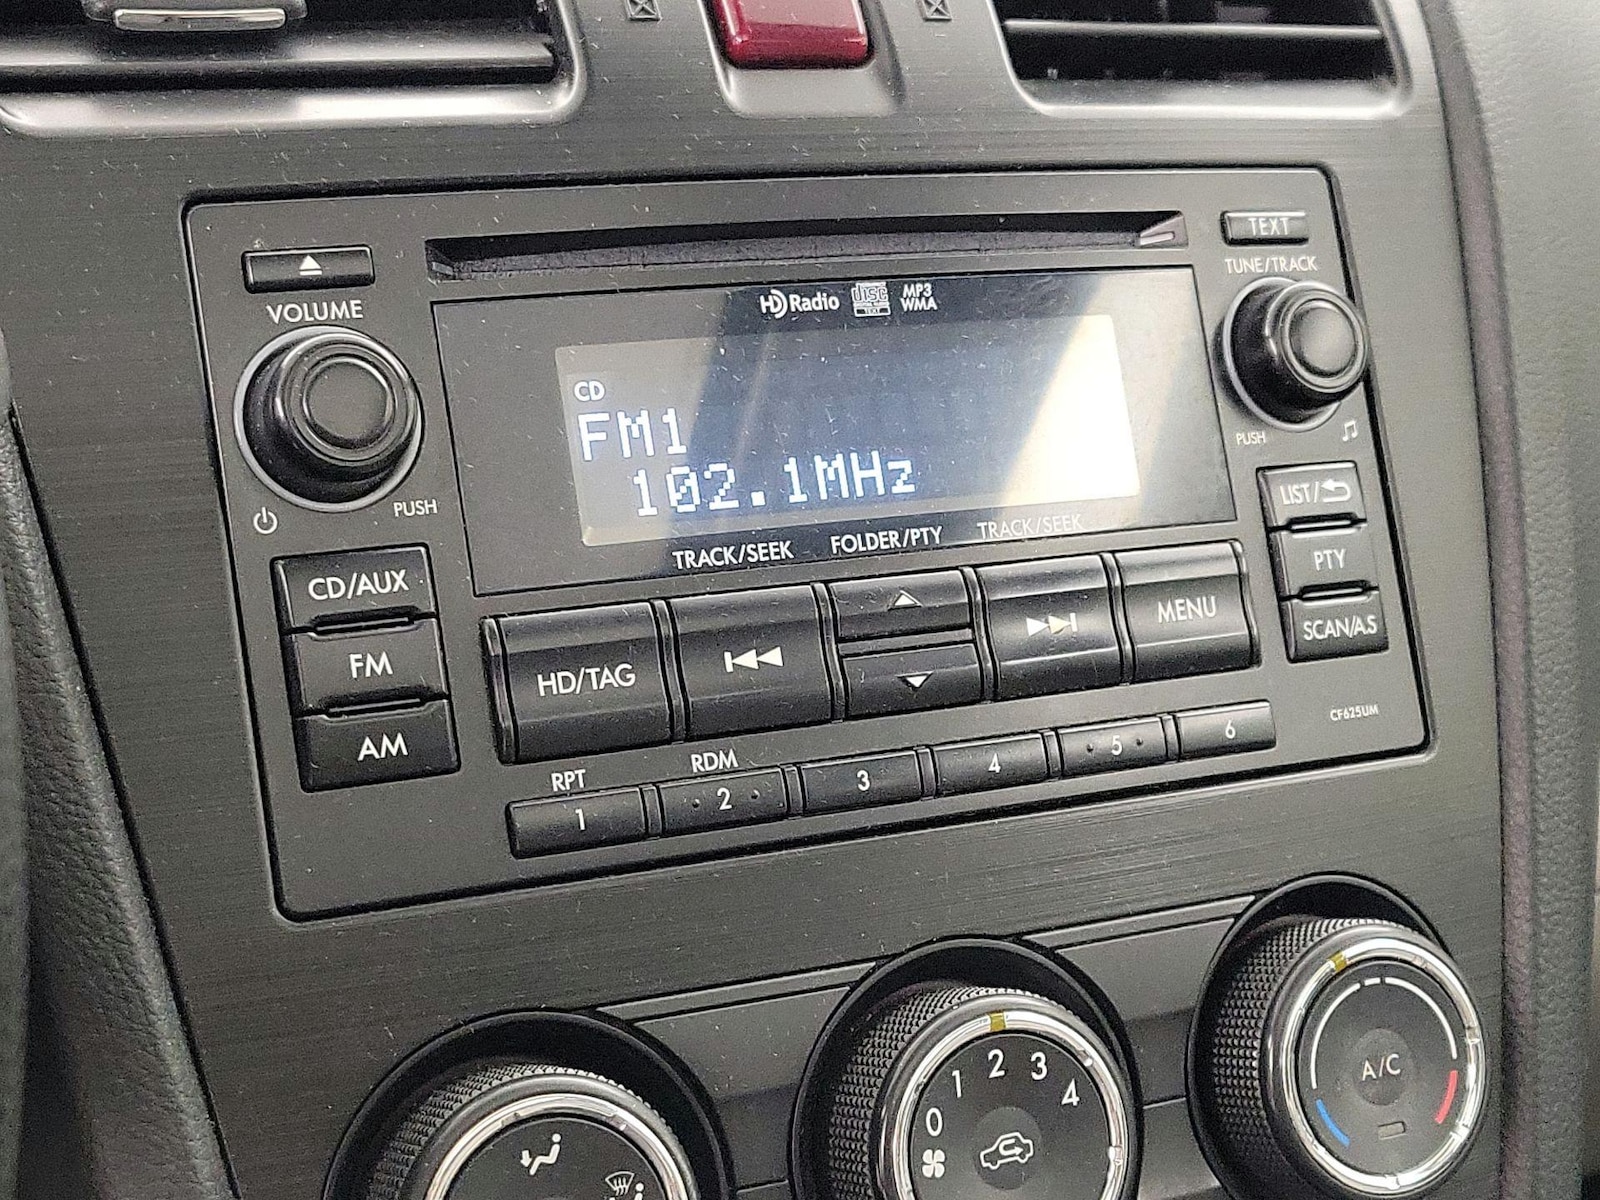 TEXT
TUNE/TRACK
VOLUME
HD Radio
disc
TEXT
MP3
WMA
CD
FM1
102.1MHz
PUSH
PUSH
TRACK/SEEK
FOLDER/PTY
TRACK/SEEK
CD/AUX
FM
AM
HD/TAG
MENU
LIST/
PTY
SCAN/A.S
CF625UM
RPT
RDM
1
2
3
4
5
6
0
1
2
3
4
A/C